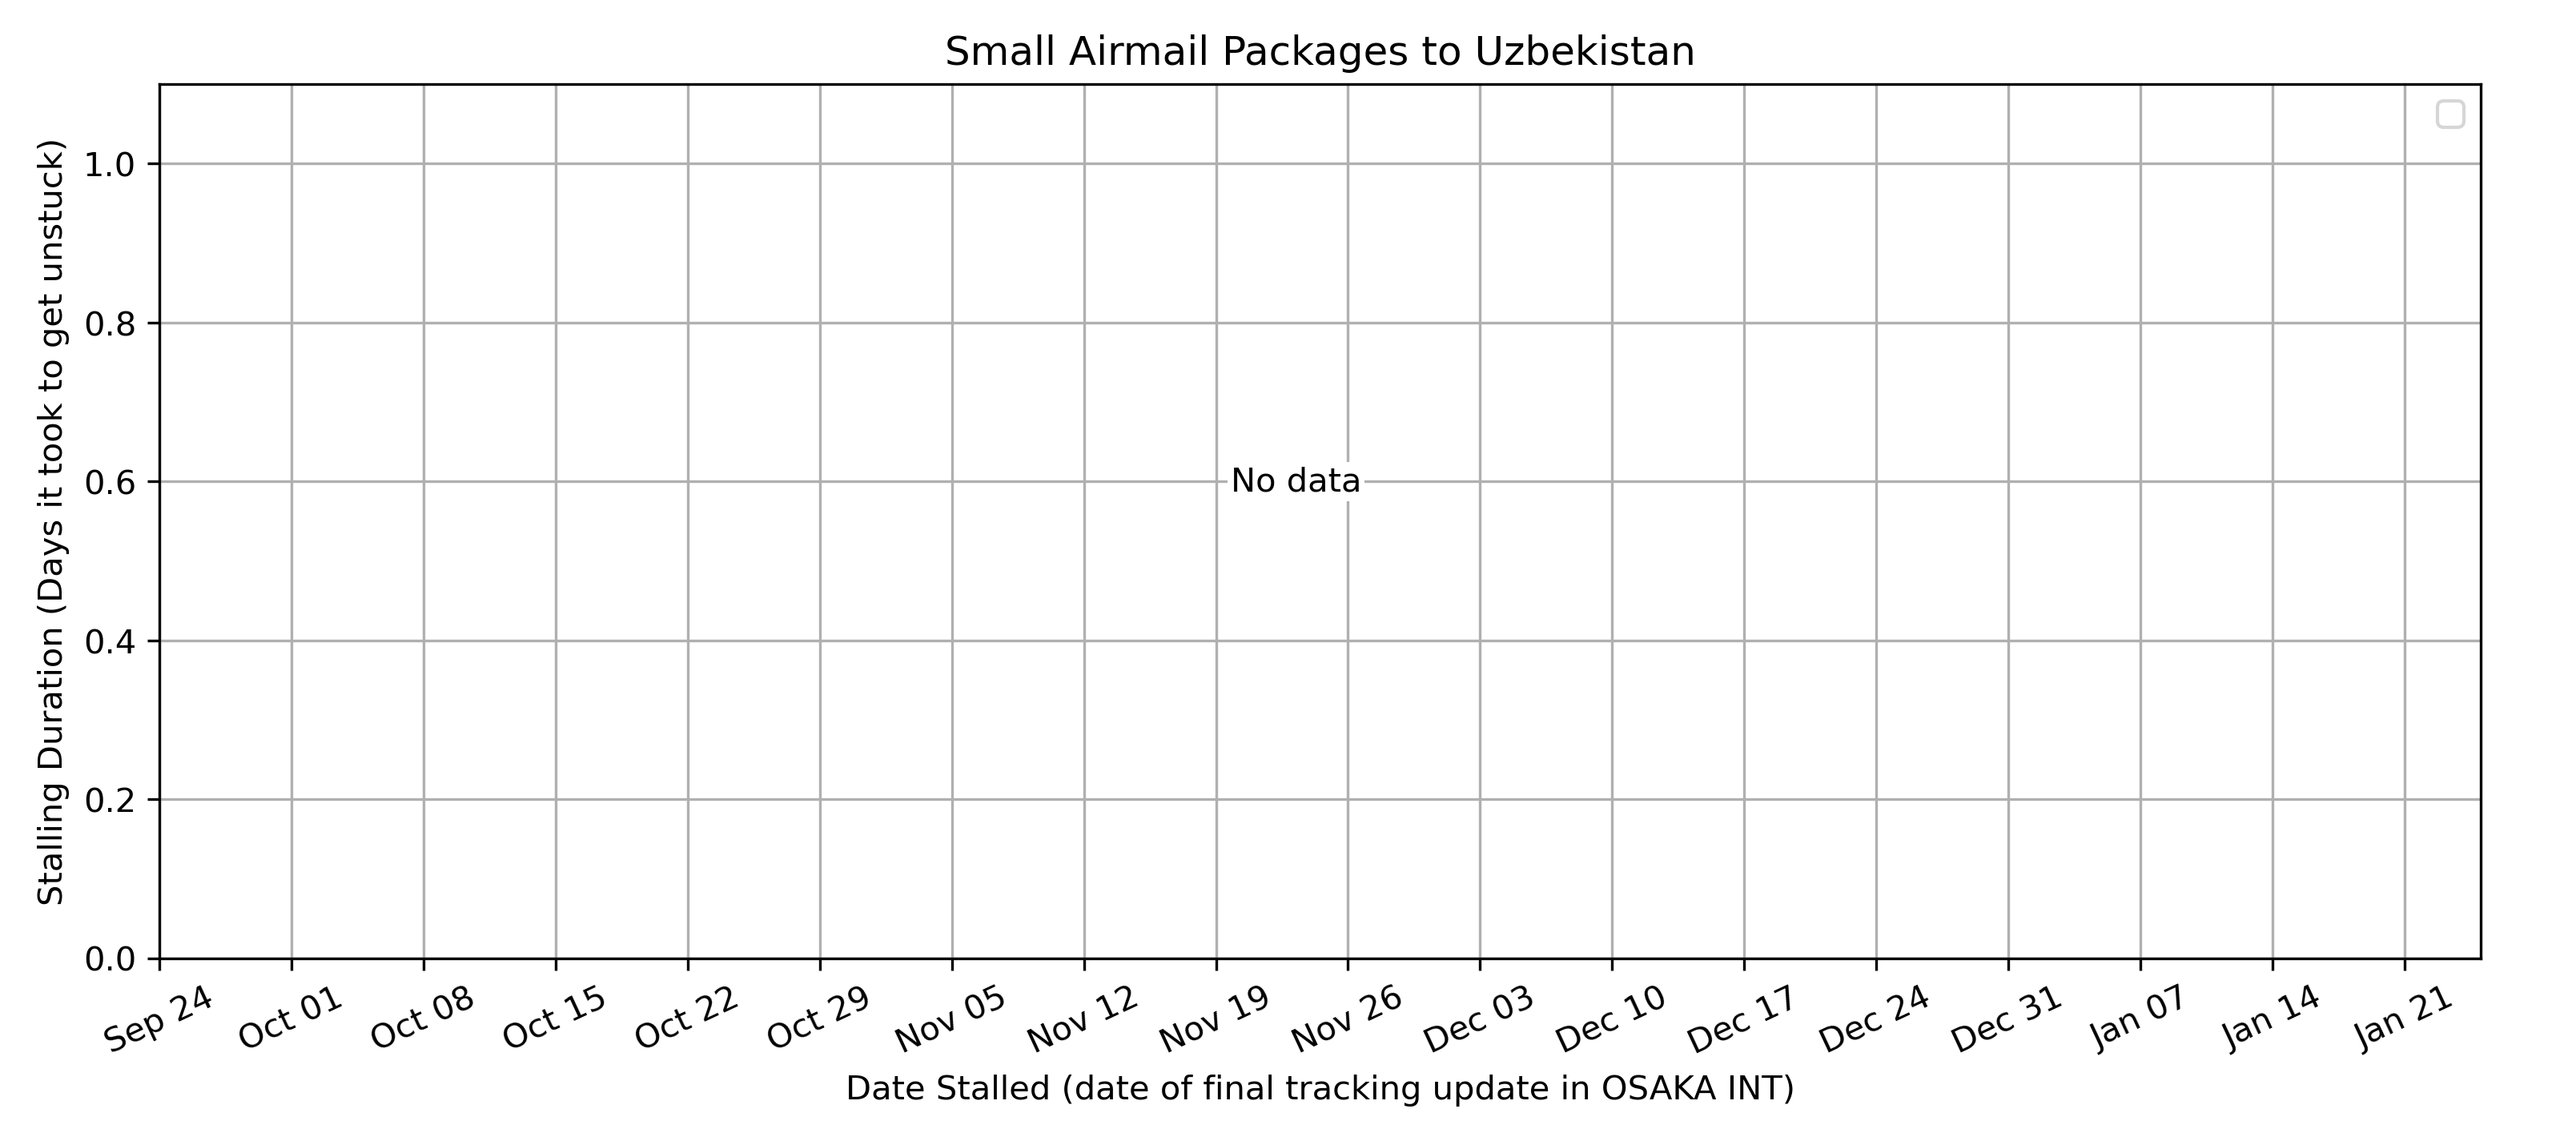 Small Airmail Packages to Uzbekistan
Stalling Duration (Days it took to get unstuck)
1.0
0.8
0.6
0.4
0.2
0.0
No data
Sep 24
Oct 01
Oct 08
Oct 15
Oct 22
Oct 29
Nov 05
Nov 12
Nov 19
Nov 26
Dec 03
Dec 10
Dec 17
Dec 24
Dec 31
Jan 07
Jan 14
Jan 21
Date Stalled (date of final tracking update in OSAKA INT)